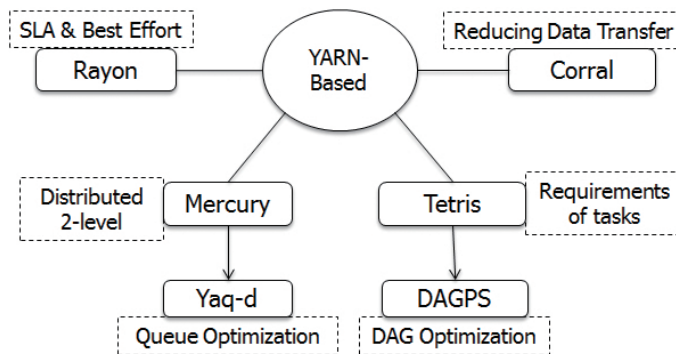 SLA & Best Effort
Rayon
YARN-
Based
Reducing Data Transfer
Corral
Distributed
2-level
Mercury
Tetris
Requirements
of tasks
Yaq-d
Queue Optimization
DAGPS
DAG Optimization